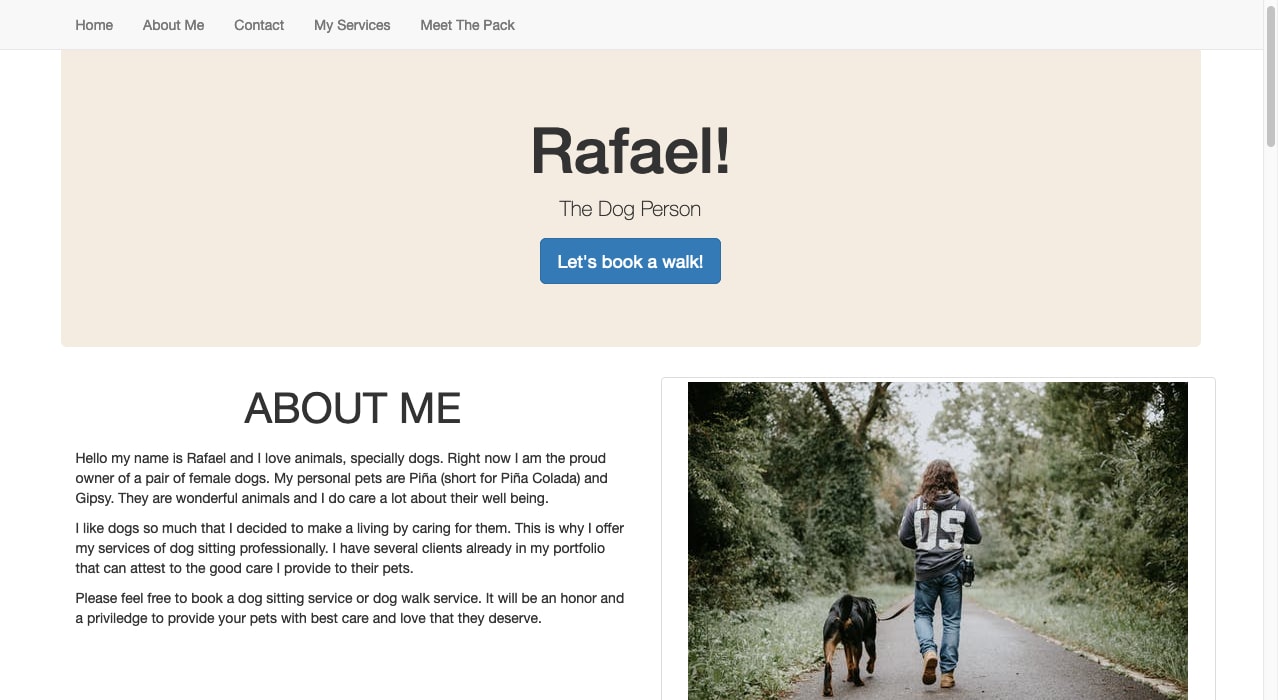 Home About Me Contact My Services Meet The Pack
Rafael!
The Dog Person
Let's book a walk!
ABOUT ME
Hello my name is Rafael and I love animals, specially dogs. Right now I am the proud
owner of a pair of female dogs. My personal pets are Piña (short for Piña Colada) and
Gipsy. They are wonderful animals and I do care a lot about their well being.
I like dogs so much that I decided to make a living by caring for them. This is why I offer
my services of dog sitting professionally. I have several clients already in my portfolio
that can attest to the good care I provide to their pets.
Please feel free to book a dog sitting service or dog walk service. It will be an honor and
a priviledge to provide your pets with best care and love that they deserve.
05